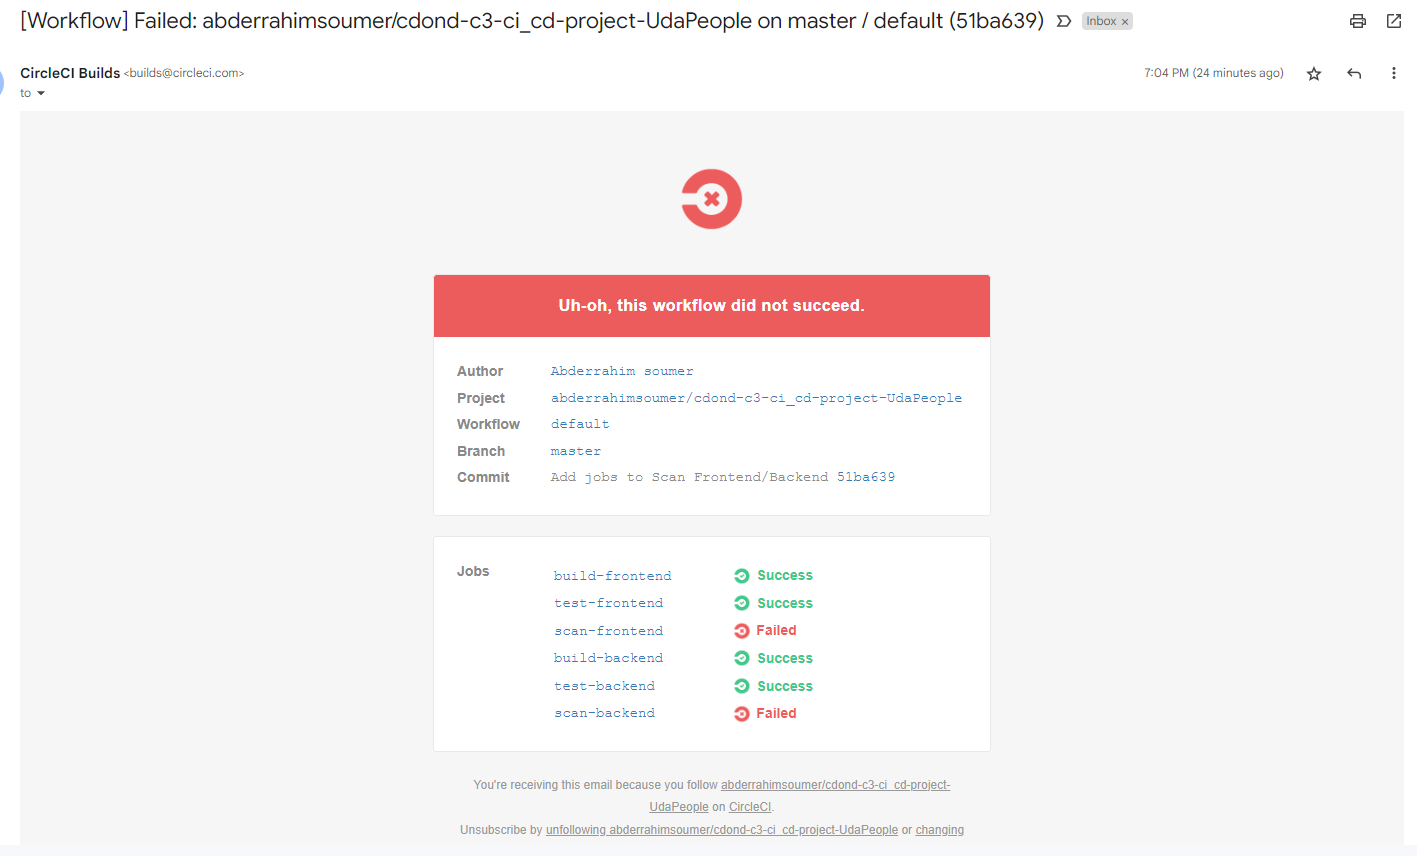 [Workflow] Failed: abderrahimsoumer/cdond-c3-ci_cd-project-UdaPeople on master / default (51ba639) Inbox ×
CircleCI Builds <builds@circleci.com> 7:04 PM (24 minutes ago)
to
Uh-oh, this workflow did not succeed.
Author Abderrahim soumer
Project abderrahimsoumer/cdond-c3-ci_cd-project-UdaPeople
Workflow default
Branch master
Commit Add jobs to Scan Frontend/Backend 51ba639
Jobs build-frontend Success
test-frontend Success
scan-frontend Failed
build-backend Success
test-backend Success
scan-backend Failed
You're receiving this email because you follow abderrahimsoumer/cdond-c3-ci_cd-project-
UdaPeople on CircleCI.
Unsubscribe by unfollowing abderrahimsoumer/cdond-c3-ci_cd-project-UdaPeople or changing